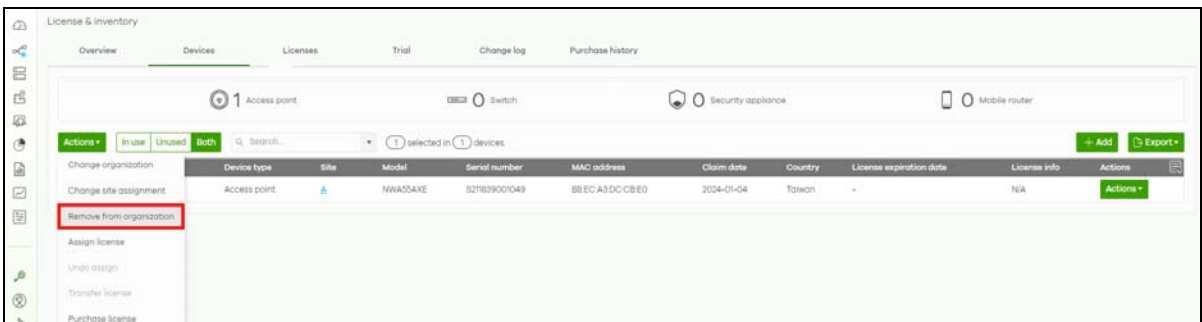 License & inventory
Overview Devices Licenses Trial Change log Purchase history
1 Access point 0 Switch 0 Security appliance 0 Mobile router
Actions In use Unused Both Search... 1 selected in 1 devices. + Add Export
Change organization
Device type Site Model Serial number MAC address Claim date Country License expiration date License info Actions
Change site assignment
Access point A NWA55AXE S211839001049 B8:EC:A3:DC:CB:E0 2024-01-04 Taiwan - N/A Actions
Remove from organization
Assign license
Undo assign
Transfer license
Purchase license